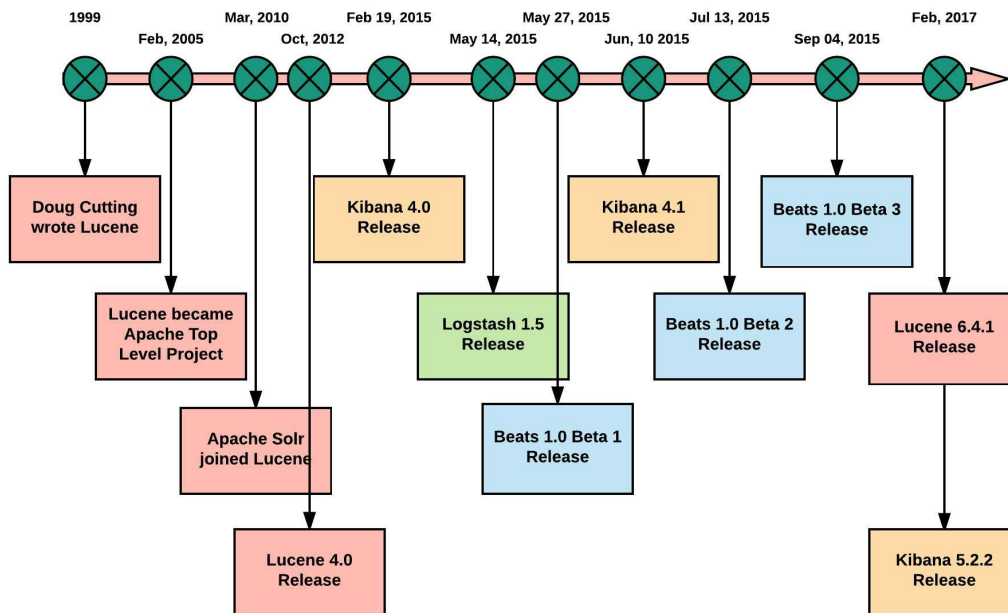 1999
Mar, 2010
Feb 19, 2015
May 27, 2015
Jul 13, 2015
Feb, 2017
Feb, 2005
Oct, 2012
May 14, 2015
Jun, 10 2015
Sep 04, 2015
Doug Cutting
wrote Lucene
Kibana 4.0
Release
Kibana 4.1
Release
Beats 1.0 Beta 3
Release
Lucene became
Apache Top
Level Project
Logstash 1.5
Release
Beats 1.0 Beta 2
Release
Lucene 6.4.1
Release
Apache Solr
joined Lucene
Beats 1.0 Beta 1
Release
Lucene 4.0
Release
Kibana 5.2.2
Release